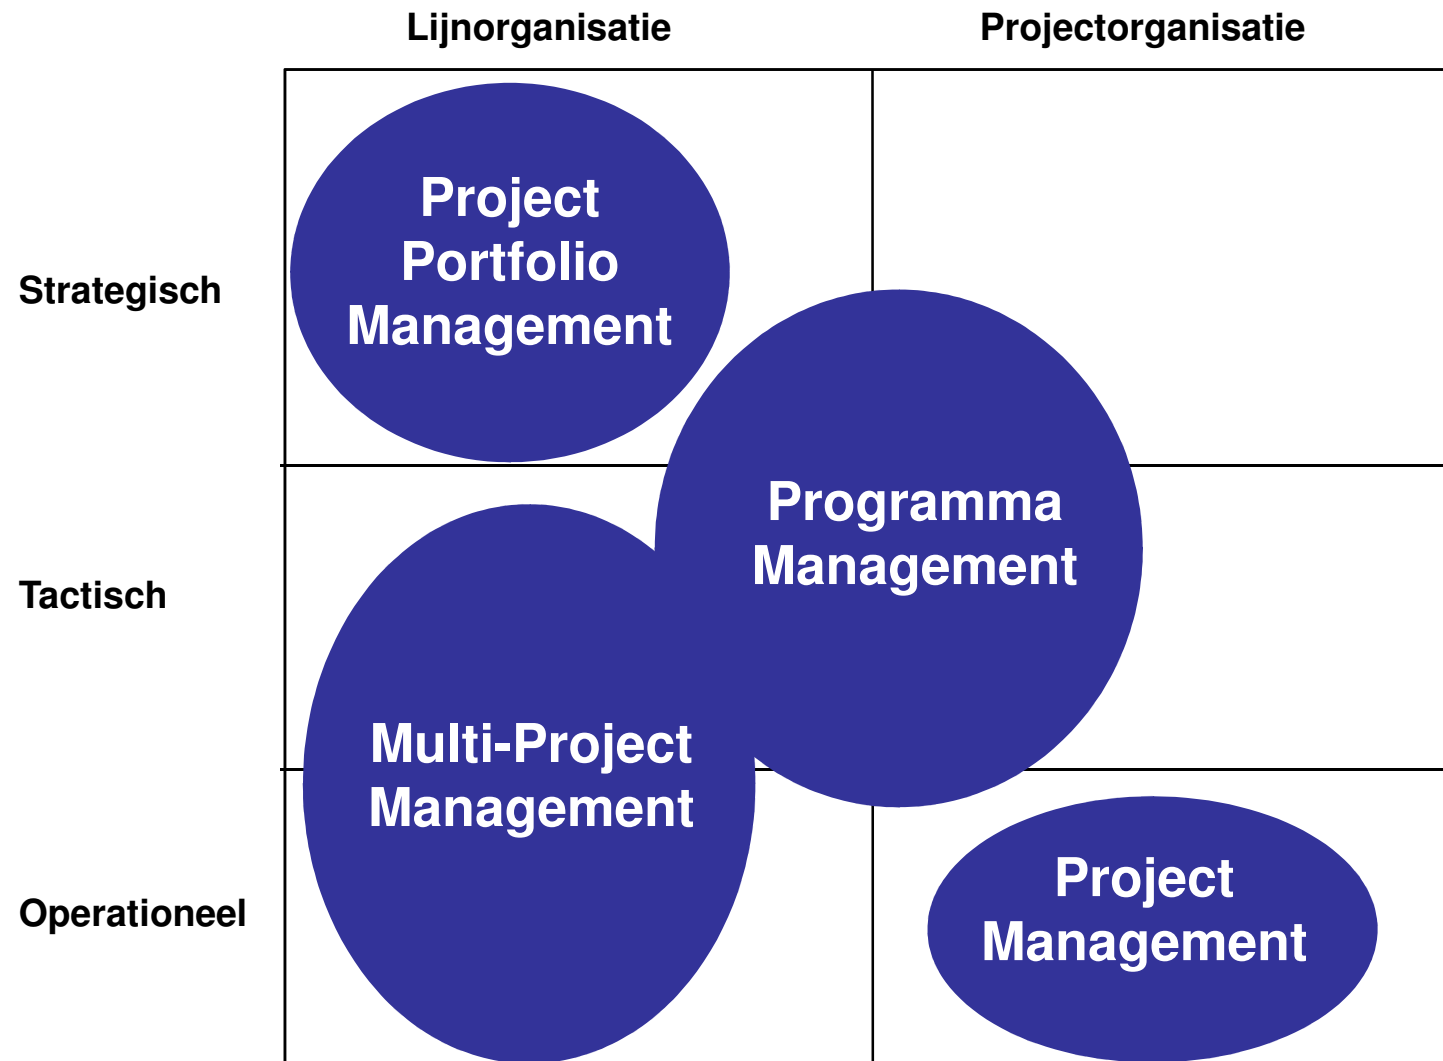 Lijnorganisatie
Projectorganisatie
Project
Portfolio
Management
Strategisch
Programma
Management
Tactisch
Multi-Project
Management
Project
Management
Operationeel